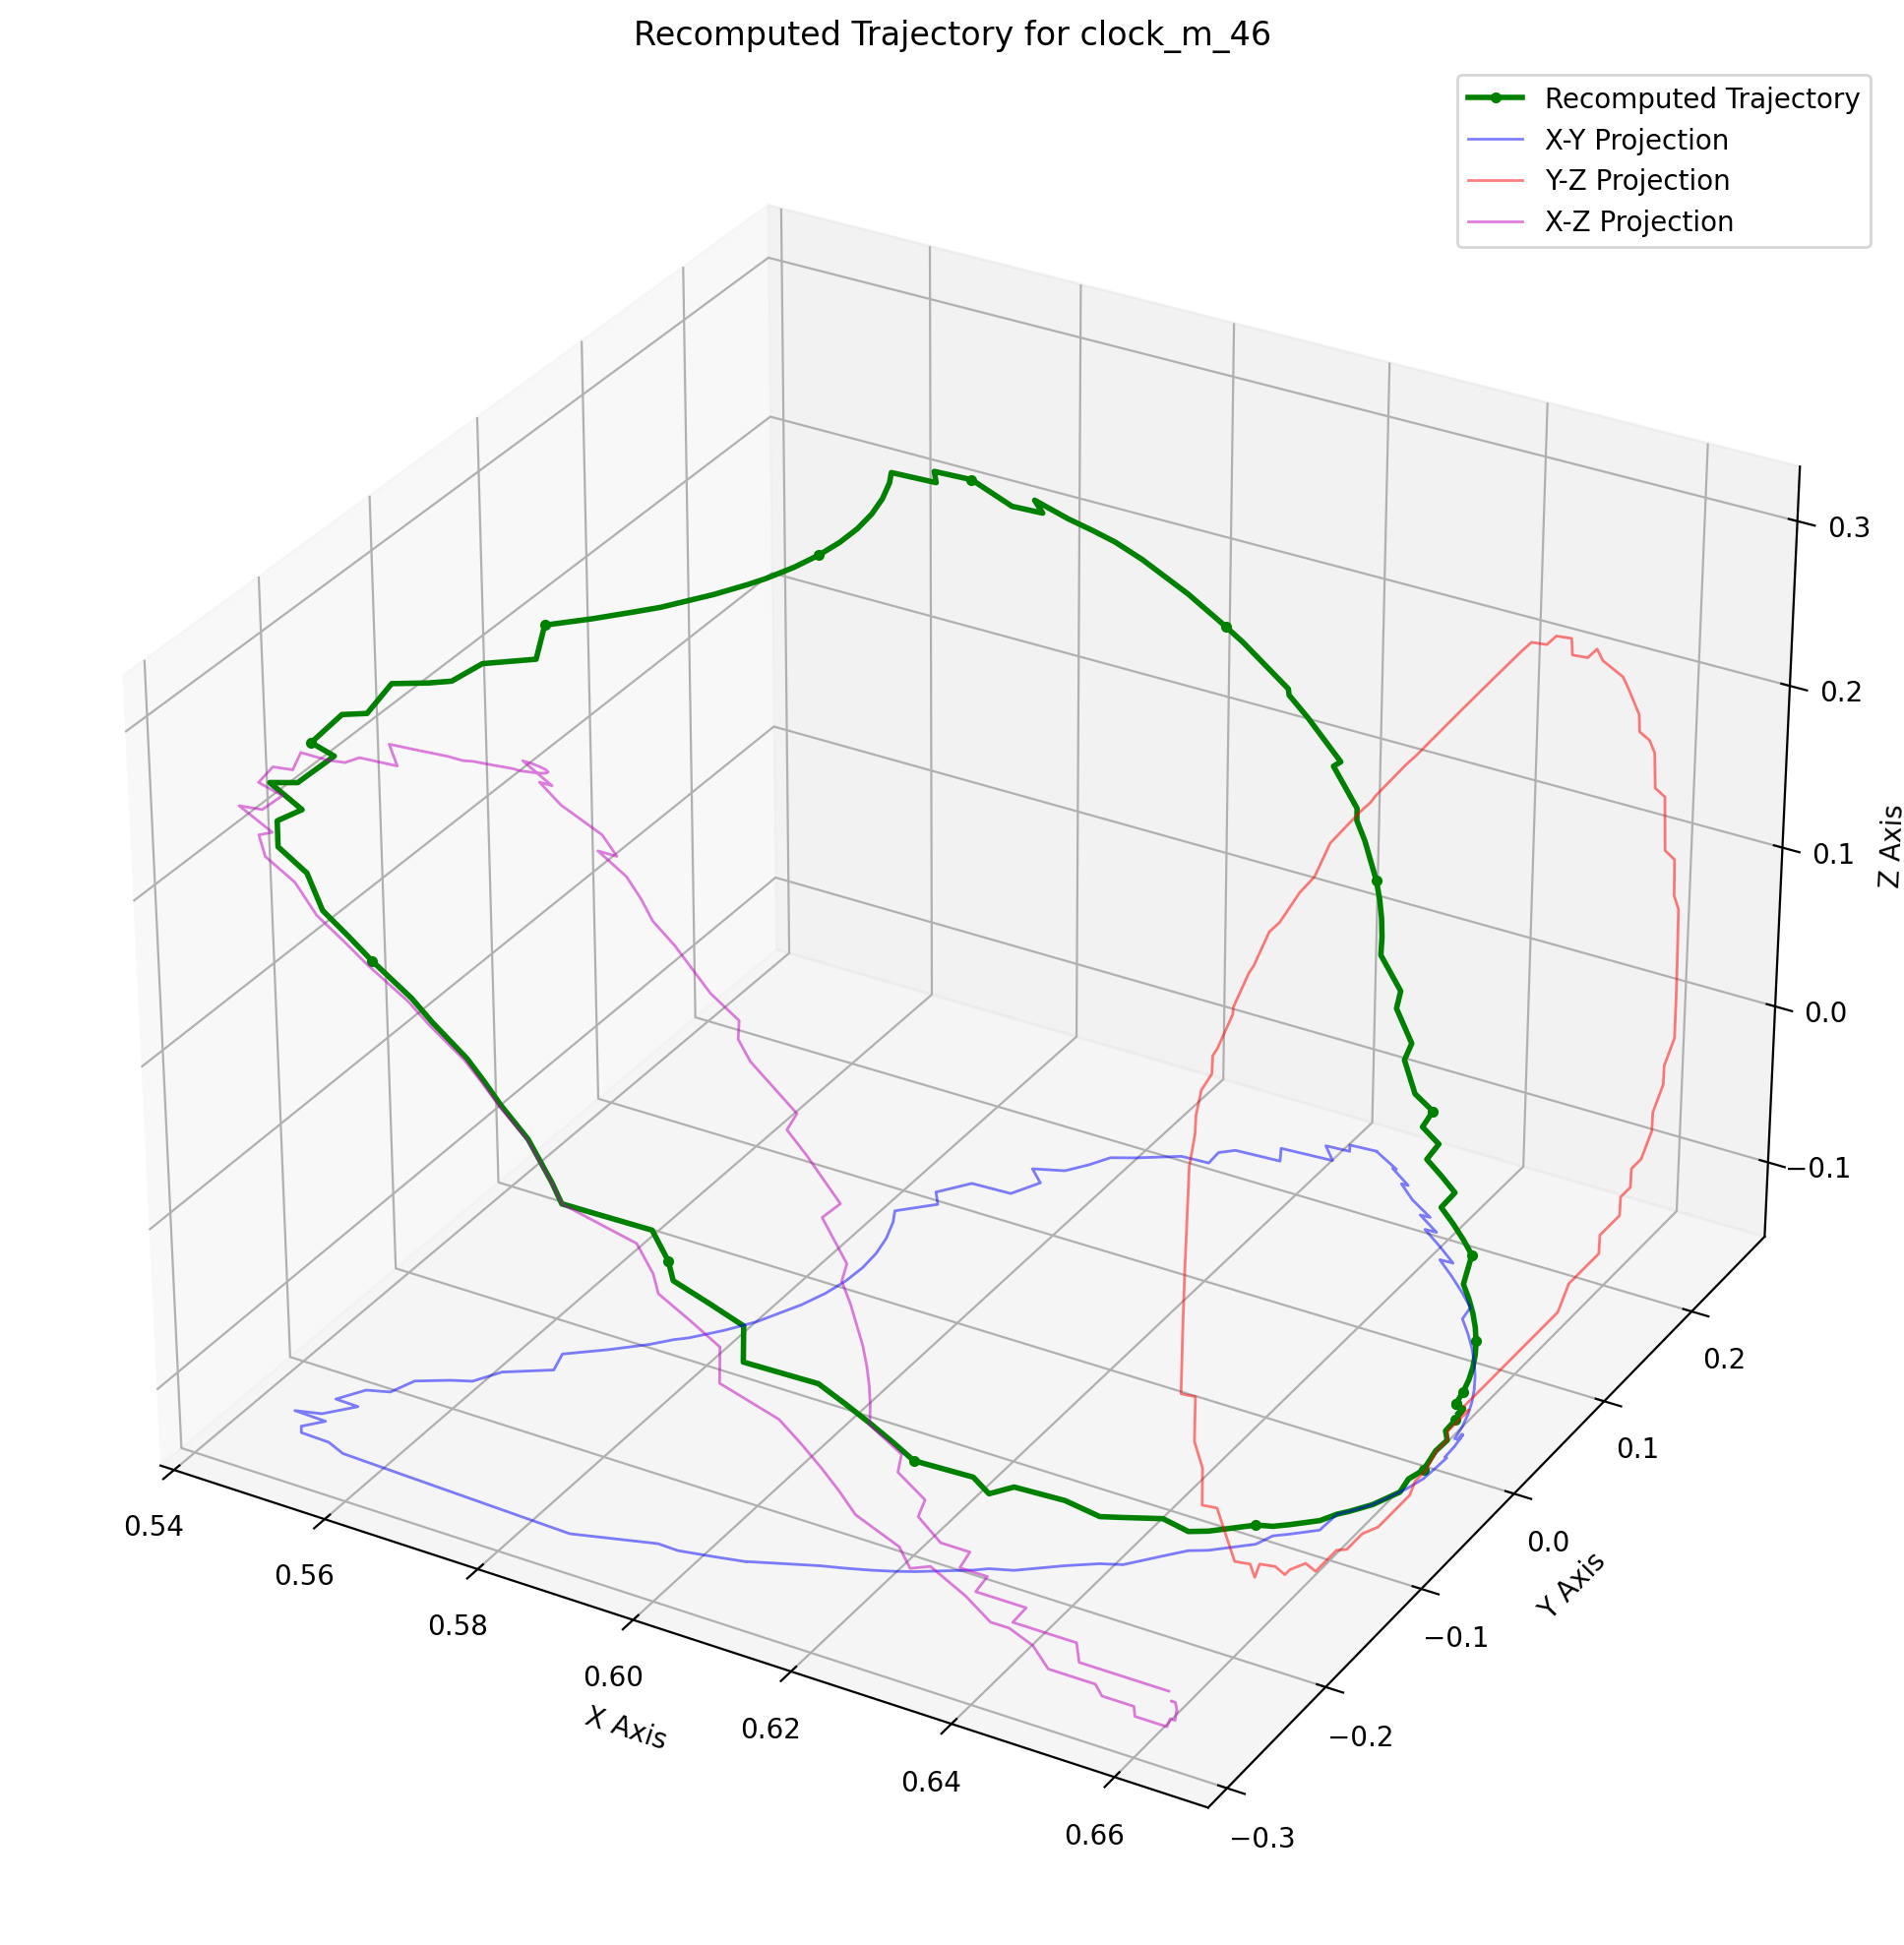 Recomputed Trajectory for clock_m_46
Recomputed Trajectory
X-Y Projection
Y-Z Projection
X-Z Projection
0.3
0.2
0.1
0.0
−0.1
Z Axis
0.2
0.1
0.0
−0.1
−0.2
−0.3
Y Axis
0.54
0.56
0.58
0.60
0.62
0.64
0.66
X Axis